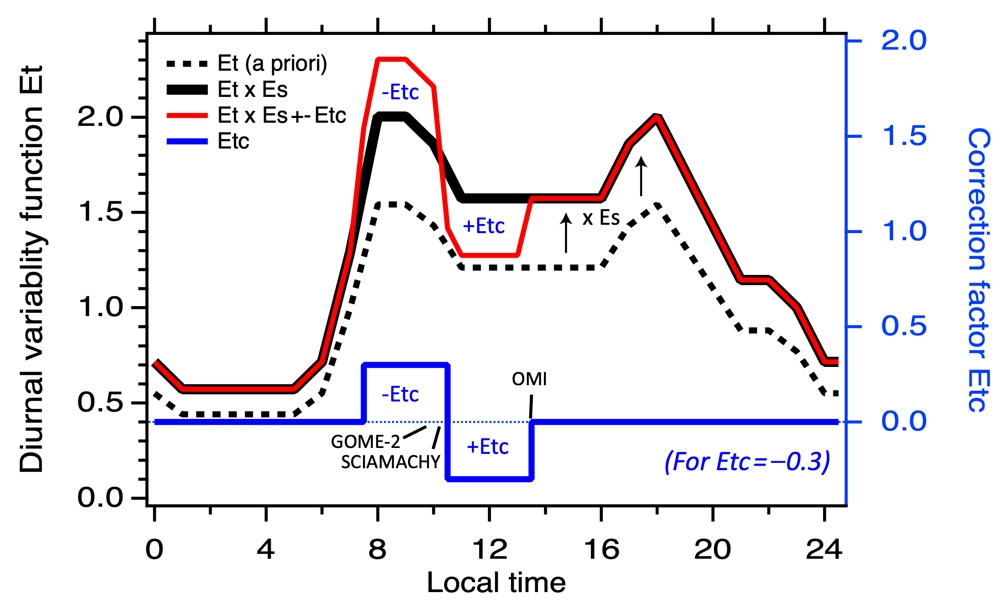 Diurnal variablity function Et
2.0
1.5
1.0
0.5
0.0
Et (a priori)
Et x Es
Et x Es+- Etc
Etc
-Etc
+Etc
x Es
-Etc
+Etc
OMI
GOME-2
SCIAMACHY
(For Etc=−0.3)
0 4 8 12 16 20 24
Local time
2.0
1.5
1.0
0.5
0.0
Correction factor Etc